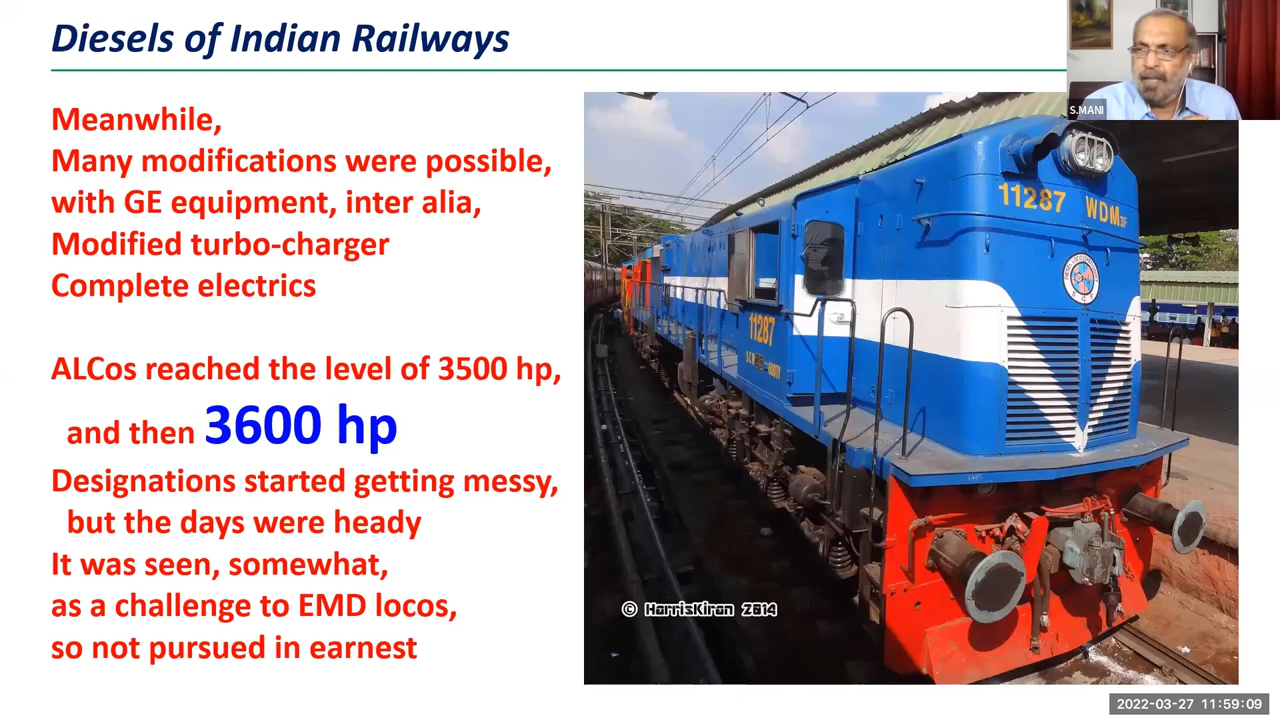 Diesels of Indian Railways
S.MANI
Meanwhile,
Many modifications were possible,
with GE equipment, inter alia,
Modified turbo-charger
Complete electrics
ALCos reached the level of 3500 hp,
and then 3600 hp
Designations started getting messy,
but the days were heady
It was seen, somewhat,
as a challenge to EMD locos,
so not pursued in earnest
11287 WDM3F
11287
© HarrisKiran 2014
2022-03-27 11:59:09